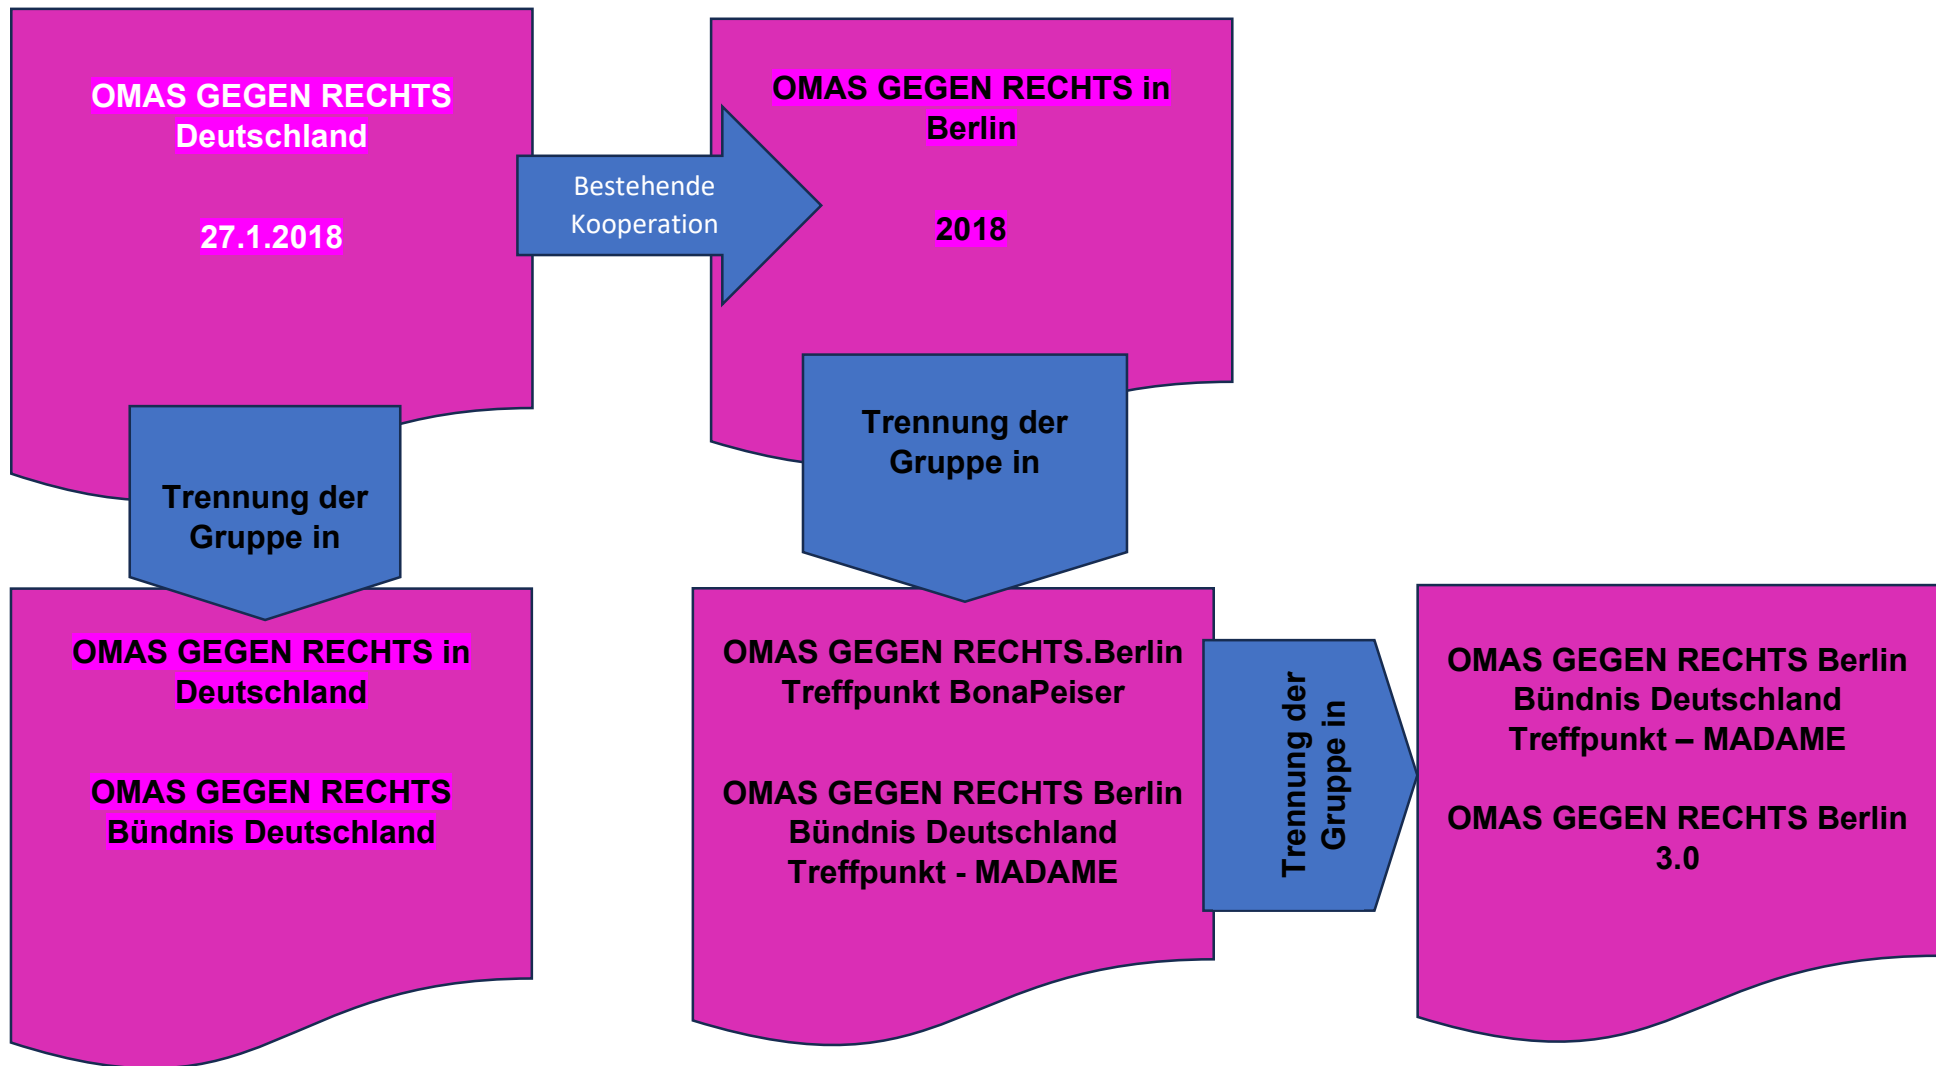 OMAS GEGEN RECHTS
Deutschland
27.1.2018
Bestehende
Kooperation
OMAS GEGEN RECHTS in
Berlin
2018
Trennung der
Gruppe in
Trennung der
Gruppe in
OMAS GEGEN RECHTS in
Deutschland
OMAS GEGEN RECHTS
Bündnis Deutschland
OMAS GEGEN RECHTS.Berlin
Treffpunkt BonaPeiser
OMAS GEGEN RECHTS Berlin
Bündnis Deutschland
Treffpunkt - MADAME
Trennung der
Gruppe in
OMAS GEGEN RECHTS Berlin
Bündnis Deutschland
Treffpunkt – MADAME
OMAS GEGEN RECHTS Berlin
3.0